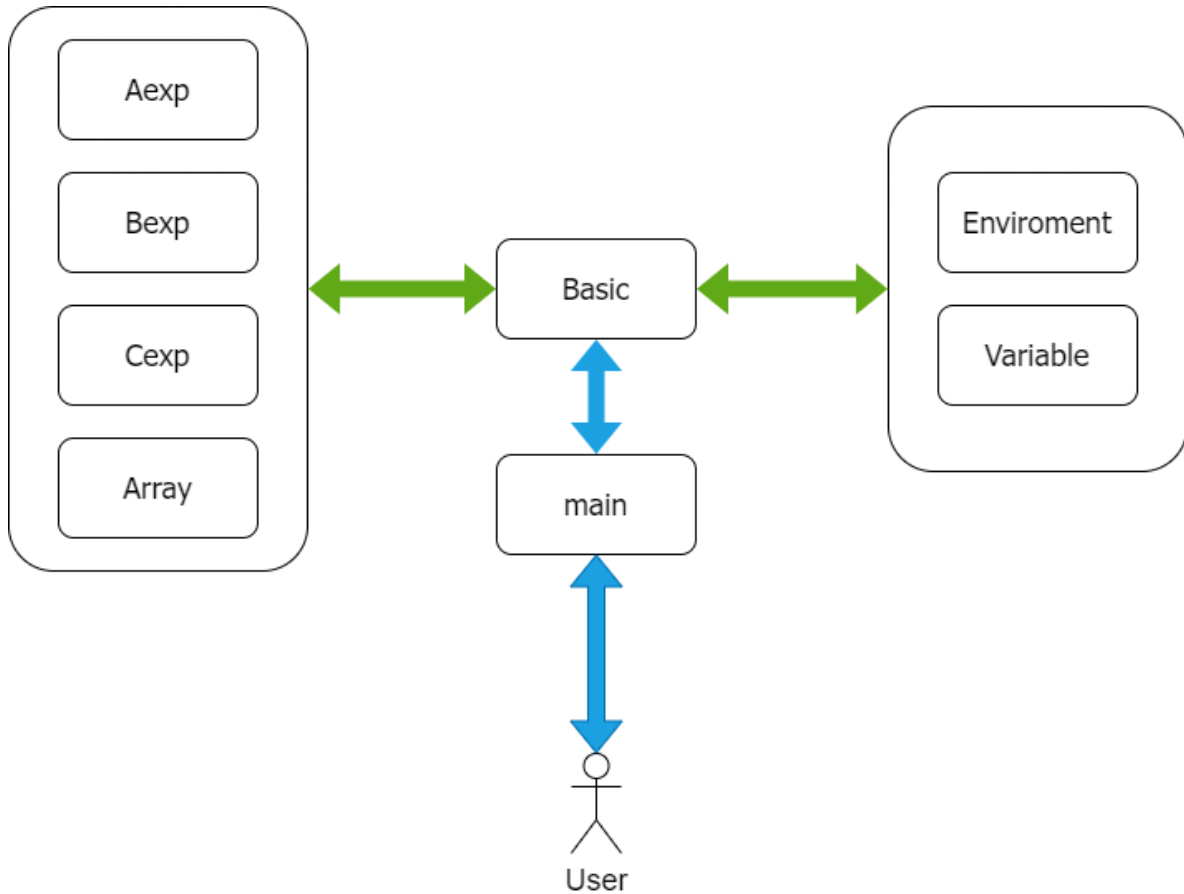 Aexp
Bexp
Cexp
Array
Basic
main
User
Enviroment
Variable